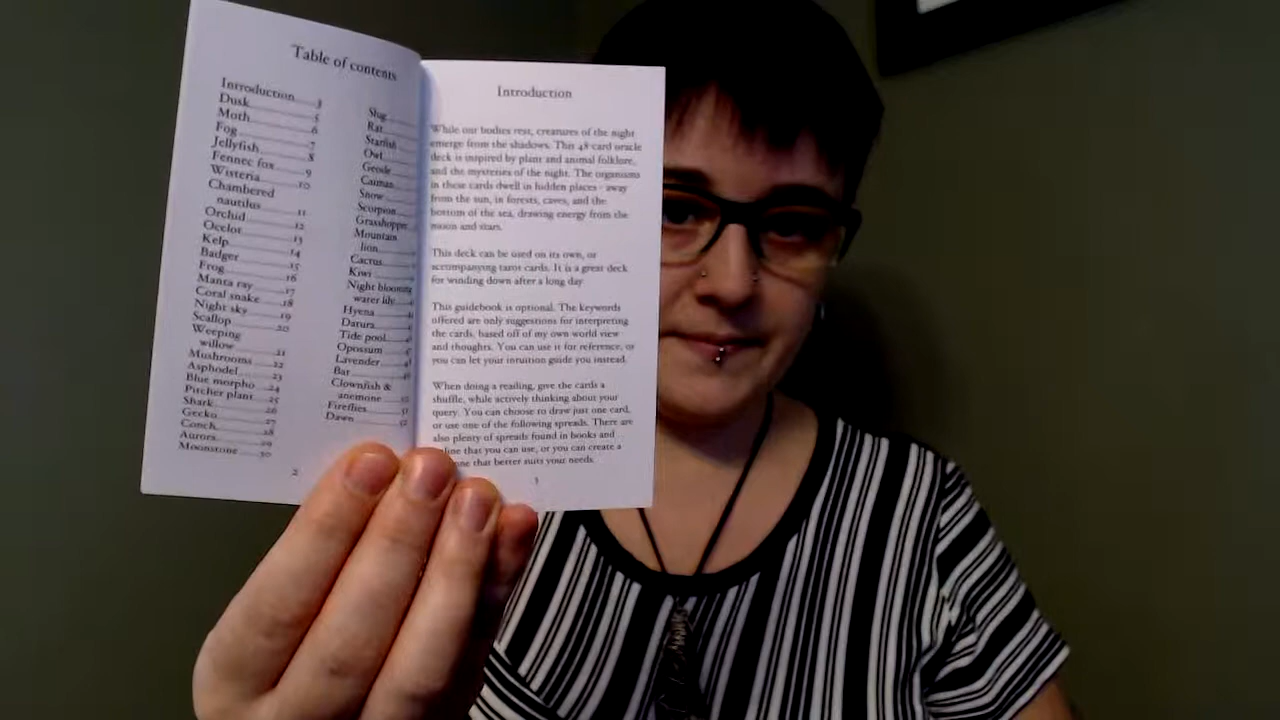 Table of contents
Introduction 3
Dusk 5
Moth 6
Fog 7
Jellyfish 8
Fennec fox 9
Wisteria 10
Chambered
nautilus 11
Orchid 12
Ocelot 13
Kelp 14
Badger 15
Frog 16
Manta ray 17
Coral snake 18
Night sky 19
Scallop 20
Weeping
willow 21
Mushrooms 22
Asphodel 23
Blue morpho 24
Pitcher plant 25
Shark 26
Gecko 27
Conch 28
Aurora 29
Moonstone 30
Slug
Rat
Starfish
Owl
Geode
Caiman
Snow
Scorpion
Grasshopper
Mountain
lion
Cactus
Kiwi
Night blooming
water lily
Hyena
Datura
Tide pool
Opossum
Lavender
Bat
Clownfish &
anemone
Fireflies 51
Dawn 52
2
Introduction
While our bodies rest, creatures of the night
emerge from the shadows. This 48 card oracle
deck is inspired by plant and animal folklore,
and the mysteries of the night. The organisms
in these cards dwell in hidden places - away
from the sun, in forests, caves, and the
bottom of the sea, drawing energy from the
moon and stars.
This deck can be used on its own, or
accompanying tarot cards. It is a great deck
for winding down after a long day
This guidebook is optional. The keywords
offered are only suggestions for interpreting
the cards, based off of my own world view
and thoughts. You can use it for reference, or
you can let your intuition guide you instead.
When doing a reading, give the cards a
shuffle, while actively thinking about your
query. You can choose to draw just one card,
or use one of the following spreads. There are
also plenty of spreads found in books and
that you can use, or you can create a
one that better suits your needs.
3